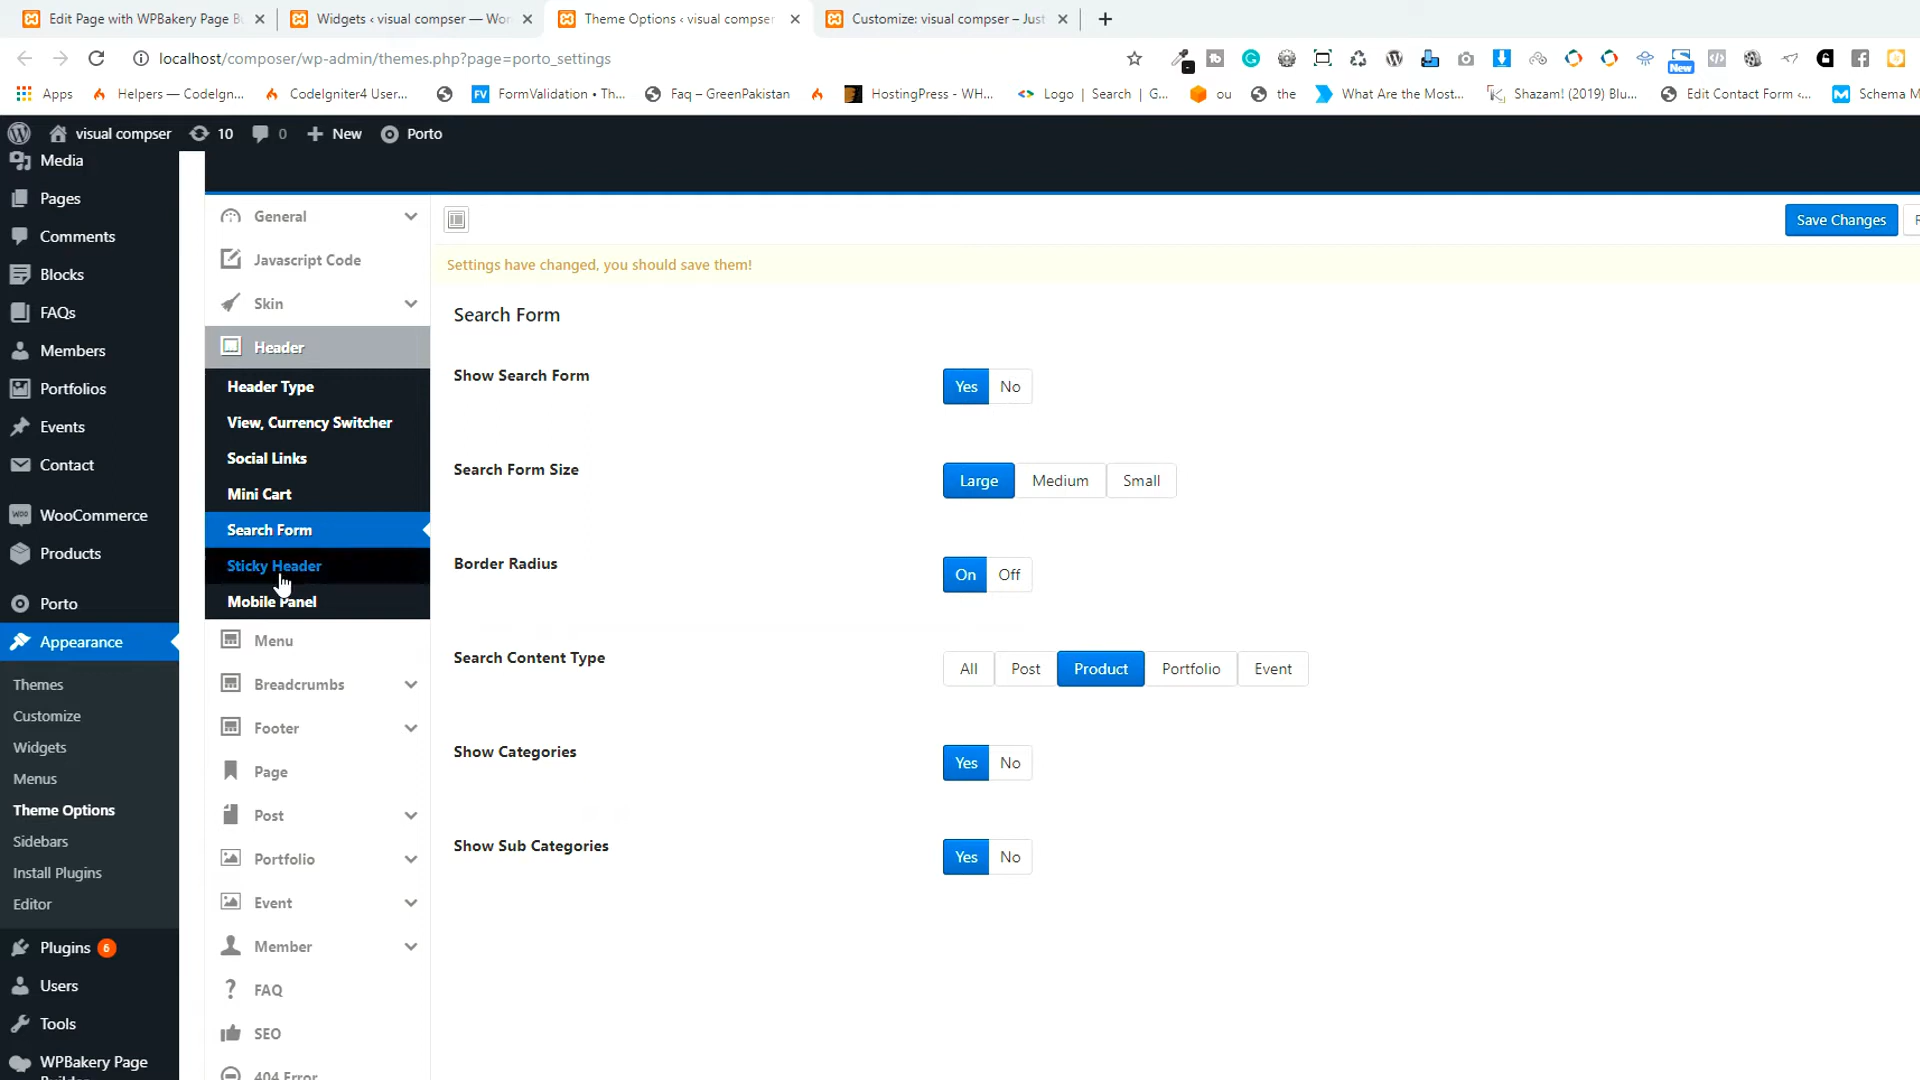 Edit Page with WPBakery Page Bu
Widgets ‹ visual compser — Wor
Theme Options ‹ visual compser
Customize: visual compser – Just
localhost/composer/wp-admin/themes.php?page=porto_settings
New
Apps
Helpers — CodeIgn...
CodeIgniter4 User...
FV FormValidation • Th...
Faq – GreenPakistan
HostingPress - WH...
Logo | Search | G...
ou
the
What Are the Most...
Shazam! (2019) Blu...
Edit Contact Form ‹...
Schema M
visual compser
10
0
New
Porto
Media
Pages
Comments
Blocks
FAQs
Members
Portfolios
Events
Contact
WooCommerce
Products
Porto
Appearance
Themes
Customize
Widgets
Menus
Theme Options
Sidebars
Install Plugins
Editor
Plugins 6
Users
Tools
WPBakery Page
General
Javascript Code
Skin
Header
Header Type
View, Currency Switcher
Social Links
Mini Cart
Search Form
Sticky Header
Mobile Panel
Menu
Breadcrumbs
Footer
Page
Post
Portfolio
Event
Member
FAQ
SEO
404 Error
Save Changes
Settings have changed, you should save them!
Search Form
Show Search Form
Yes No
Search Form Size
Large Medium Small
Border Radius
On Off
Search Content Type
All Post Product Portfolio Event
Show Categories
Yes No
Show Sub Categories
Yes No